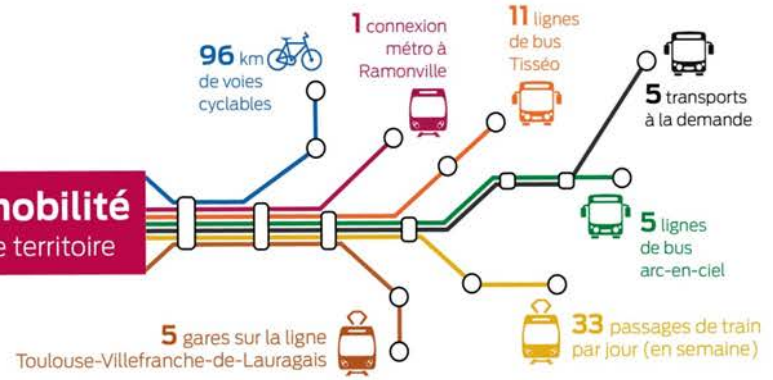 96 km
de voies
cyclables
1 connexion
métro à
Ramonville
11 lignes
de bus
Tisséo
5 transports
à la demande
mobilité
territoire
5 lignes
de bus
arc-en-ciel
5 gares sur la ligne
Toulouse-Villefranche-de-Lauragais
33 passages de train
par jour (en semaine)